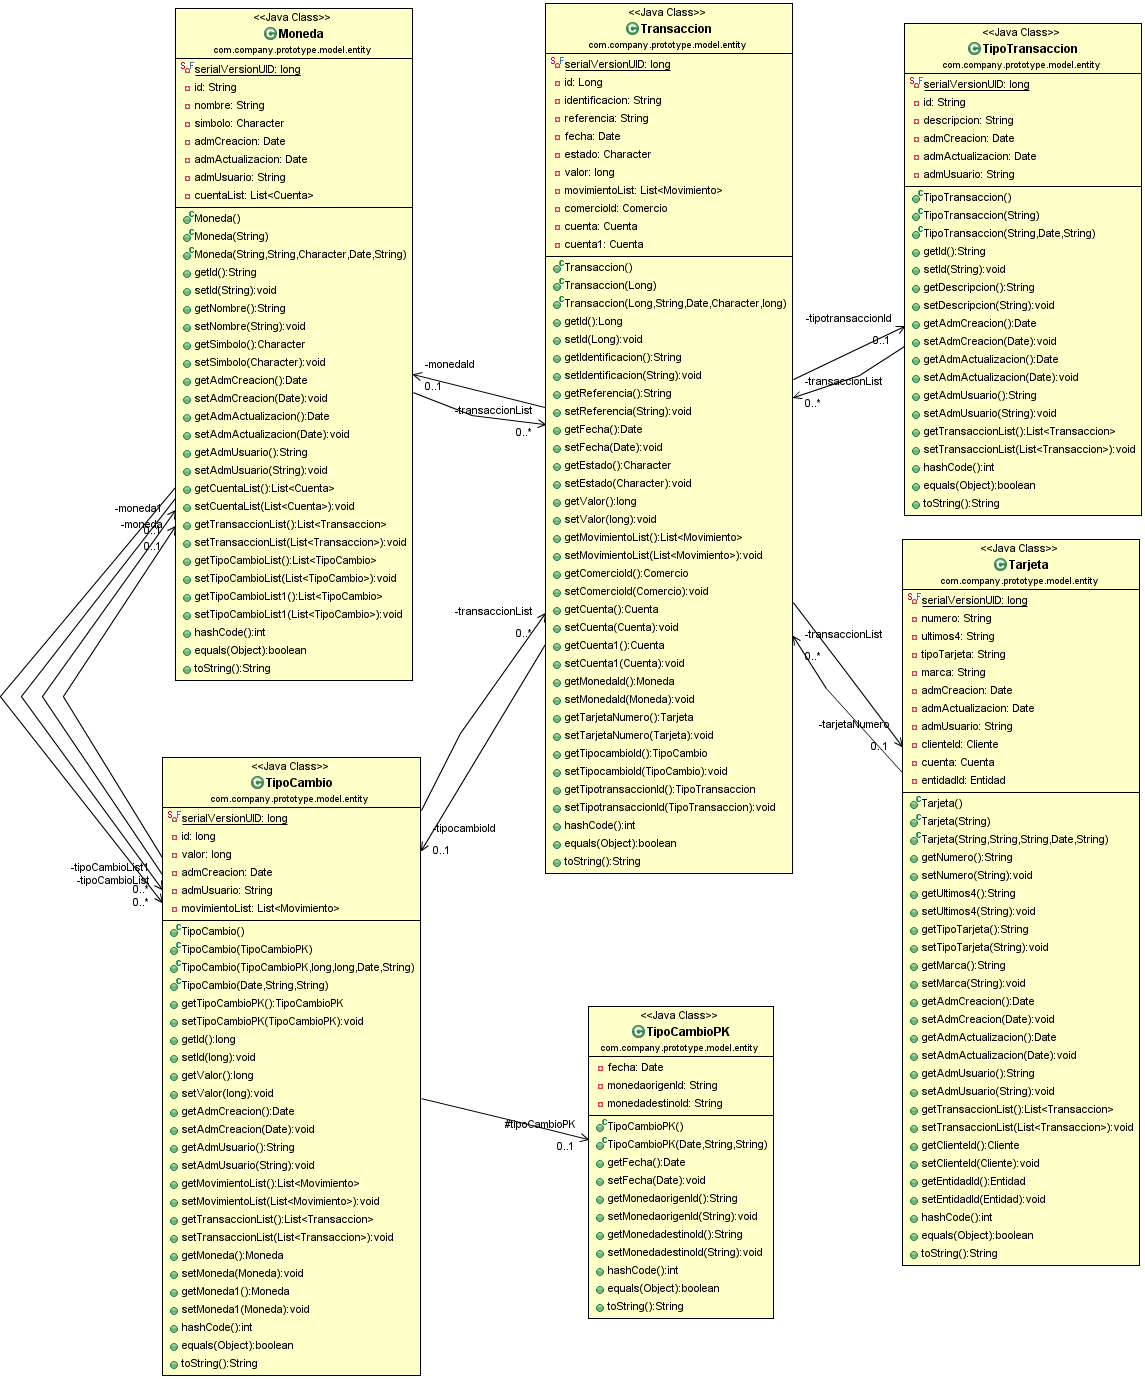 <<Java Class>>
Moneda
com.company.prototype.model.entity
serialVersionUID: long
id: String
nombre: String
simbolo: Character
admCreacion: Date
admActualizacion: Date
admUsuario: String
cuentaList: List<Cuenta>
Moneda()
Moneda(String)
Moneda(String,String,Character,Date,String)
getId():String
setId(String):void
getNombre():String
setNombre(String):void
getSimbolo():Character
setSimbolo(Character):void
getAdmCreacion():Date
setAdmCreacion(Date):void
getAdmActualizacion():Date
setAdmActualizacion(Date):void
getAdmUsuario():String
setAdmUsuario(String):void
getCuentaList():List<Cuenta>
setCuentaList(List<Cuenta>):void
getTransaccionList():List<Transaccion>
setTransaccionList(List<Transaccion>):void
getTipoCambioList():List<TipoCambio>
setTipoCambioList(List<TipoCambio>):void
getTipoCambioList1():List<TipoCambio>
setTipoCambioList1(List<TipoCambio>):void
hashCode():int
equals(Object):boolean
toString():String
<<Java Class>>
Transaccion
com.company.prototype.model.entity
serialVersionUID: long
id: Long
identificacion: String
referencia: String
fecha: Date
estado: Character
valor: long
movimientoList: List<Movimiento>
comercioId: Comercio
cuenta: Cuenta
cuenta1: Cuenta
Transaccion()
Transaccion(Long)
Transaccion(Long,String,Date,Character,long)
getId():Long
setId(Long):void
getIdentificacion():String
setIdentificacion(String):void
getReferencia():String
setReferencia(String):void
getFecha():Date
setFecha(Date):void
getEstado():Character
setEstado(Character):void
getValor():long
setValor(long):void
getMovimientoList():List<Movimiento>
setMovimientoList(List<Movimiento>):void
getComercioId():Comercio
setComercioId(Comercio):void
getCuenta():Cuenta
setCuenta(Cuenta):void
getCuenta1():Cuenta
setCuenta1(Cuenta):void
getMonedaId():Moneda
setMonedaId(Moneda):void
getTarjetaNumero():Tarjeta
setTarjetaNumero(Tarjeta):void
getTipocambioId():TipoCambio
setTipocambioId(TipoCambio):void
getTipotransaccionId():TipoTransaccion
setTipotransaccionId(TipoTransaccion):void
hashCode():int
equals(Object):boolean
toString():String
<<Java Class>>
TipoTransaccion
com.company.prototype.model.entity
serialVersionUID: long
id: String
descripcion: String
admCreacion: Date
admActualizacion: Date
admUsuario: String
TipoTransaccion()
TipoTransaccion(String)
TipoTransaccion(String,Date,String)
getId():String
setId(String):void
getDescripcion():String
setDescripcion(String):void
getAdmCreacion():Date
setAdmCreacion(Date):void
getAdmActualizacion():Date
setAdmActualizacion(Date):void
getAdmUsuario():String
setAdmUsuario(String):void
getTransaccionList():List<Transaccion>
setTransaccionList(List<Transaccion>):void
hashCode():int
equals(Object):boolean
toString():String
-tipotransaccionId
0..1
-transaccionList
0..*
-monedaId
0..1
-transaccionList
0..*
-moneda1
0..1
-moneda
0..1
-transaccionList
0..*
-tipocambioId
0..1
-transaccionList
0..*
-tarjetaNumero
0..1
-tipoCambioList1
0..*
-tipoCambioList
0..*
<<Java Class>>
Tarjeta
com.company.prototype.model.entity
serialVersionUID: long
numero: String
ultimos4: String
tipoTarjeta: String
marca: String
admCreacion: Date
admActualizacion: Date
admUsuario: String
clienteId: Cliente
cuenta: Cuenta
entidadId: Entidad
Tarjeta()
Tarjeta(String)
Tarjeta(String,String,String,Date,String)
getNumero():String
setNumero(String):void
getUltimos4():String
setUltimos4(String):void
getTipoTarjeta():String
setTipoTarjeta(String):void
getMarca():String
setMarca(String):void
getAdmCreacion():Date
setAdmCreacion(Date):void
getAdmActualizacion():Date
setAdmActualizacion(Date):void
getAdmUsuario():String
setAdmUsuario(String):void
getTransaccionList():List<Transaccion>
setTransaccionList(List<Transaccion>):void
getClienteId():Cliente
setClienteId(Cliente):void
getEntidadId():Entidad
setEntidadId(Entidad):void
hashCode():int
equals(Object):boolean
toString():String
<<Java Class>>
TipoCambio
com.company.prototype.model.entity
serialVersionUID: long
id: long
valor: long
admCreacion: Date
admUsuario: String
movimientoList: List<Movimiento>
TipoCambio()
TipoCambio(TipoCambioPK)
TipoCambio(TipoCambioPK,long,long,Date,String)
TipoCambio(Date,String,String)
getTipoCambioPK():TipoCambioPK
setTipoCambioPK(TipoCambioPK):void
getId():long
setId(long):void
getValor():long
setValor(long):void
getAdmCreacion():Date
setAdmCreacion(Date):void
getAdmUsuario():String
setAdmUsuario(String):void
getMovimientoList():List<Movimiento>
setMovimientoList(List<Movimiento>):void
getTransaccionList():List<Transaccion>
setTransaccionList(List<Transaccion>):void
getMoneda():Moneda
setMoneda(Moneda):void
getMoneda1():Moneda
setMoneda1(Moneda):void
hashCode():int
equals(Object):boolean
toString():String
#tipoCambioPK
0..1
<<Java Class>>
TipoCambioPK
com.company.prototype.model.entity
fecha: Date
monedaorigenId: String
monedadestinoId: String
TipoCambioPK()
TipoCambioPK(Date,String,String)
getFecha():Date
setFecha(Date):void
getMonedaorigenId():String
setMonedaorigenId(String):void
getMonedadestinoId():String
setMonedadestinoId(String):void
hashCode():int
equals(Object):boolean
toString():String